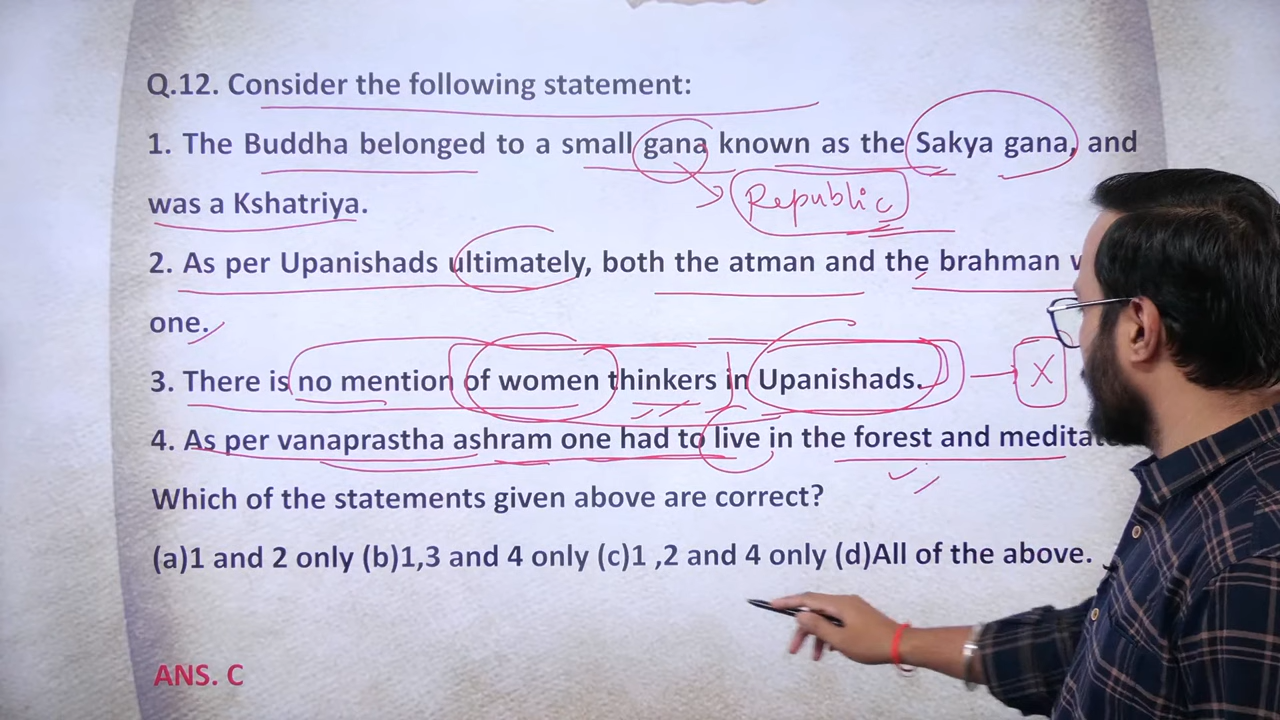 Q.12. Consider the following statement:
1. The Buddha belonged to a small gana known as the Sakya gana, and
Republic
was a Kshatriya.
2. As per Upanishads ultimately, both the atman and the brahman
one.
3. There is no mention of women thinkers in Upanishads. X
4. As per vanaprastha ashram one had to live in the forest and
Which of the statements given above are correct?
(a)1 and 2 only (b)1,3 and 4 only (c)1 ,2 and 4 only (d)All of the above.
ANS. C